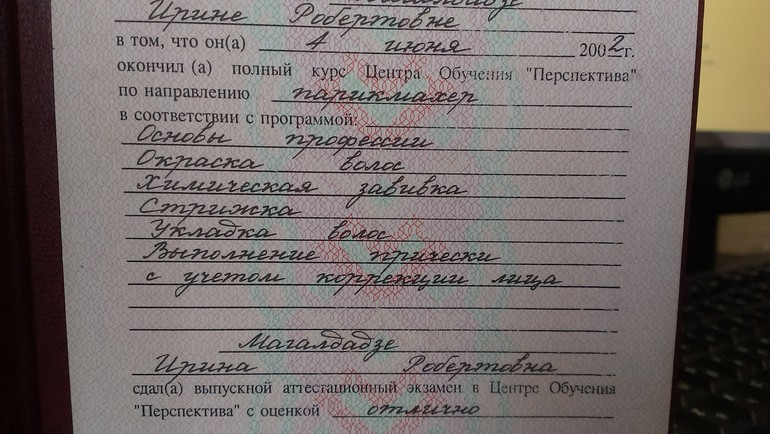 Ирине Робертовне
в том, что он(а) 4 июня 2002г.
окончил (а) полный курс Центра Обучения "Перспектива"
по направлению парикмахер
в соответствии с программой:
Основы профессии
Окраска волос
Химическая завивка
Стрижка
Укладка волос
Выполнение прически
с учетом коррекции лица
Магалдадзе
Ирина Робертовна
сдал(а) выпускной аттестационный экзамен в Центре Обучения
"Перспектива" с оценкой отлично